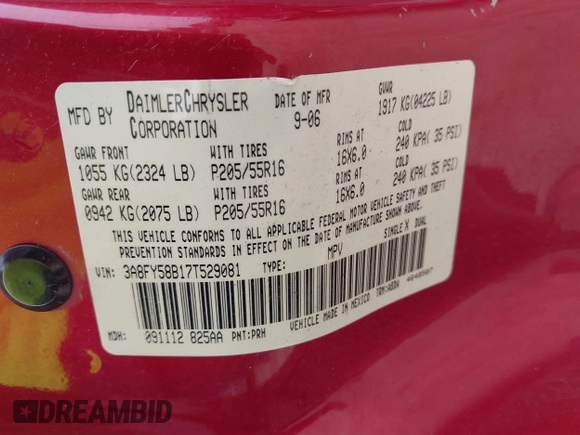 MFD BY DAIMLERCHRYSLER CORPORATION
DATE OF MFR 9-06
GVWR 1917 KG(04225 LB)
GAWR FRONT WITH TIRES RIMS AT COLD
1055 KG(2324 LB) P205/55R16 16X6.0 240 KPA( 35 PSI)
GAWR REAR WITH TIRES RIMS AT COLD
0942 KG(2075 LB) P205/55R16 16X6.0 240 KPA( 35 PSI)
THIS VEHICLE CONFORMS TO ALL APPLICABLE FEDERAL MOTOR VEHICLE SAFETY AND THEFT
PREVENTION STANDARDS IN EFFECT ON THE DATE OF MANUFACTURE SHOWN ABOVE.
SINGLE X DUAL
VIN: 3A8FY58B17T529081 TYPE: MPV
MDH: 091112 825AA PNT:PRH VEHICLE MADE IN MEXICO TRM:ABDA
DREAMBID